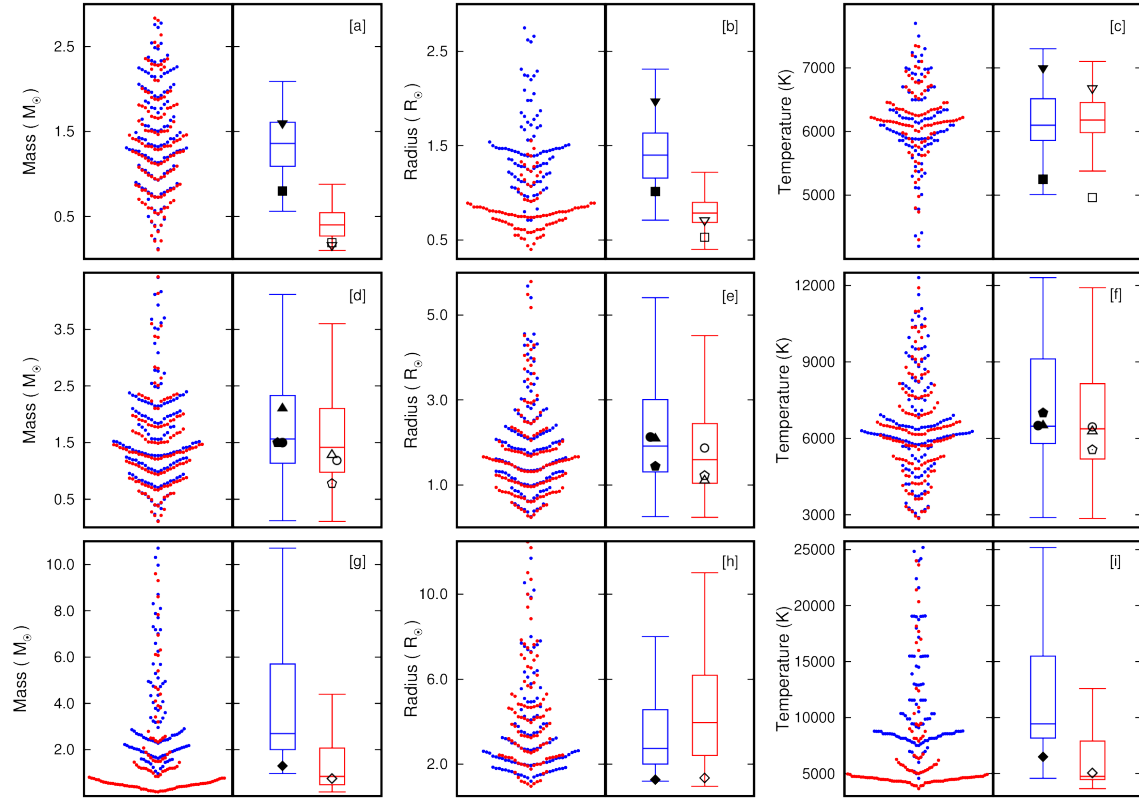 [a]
Mass ( M☉ )
2.5
1.5
0.5
[b]
Radius ( R☉ )
2.5
1.5
0.5
[c]
Temperature (K)
7000
6000
5000
[d]
Mass ( M☉ )
3.5
2.5
1.5
0.5
[e]
Radius ( R☉ )
5.0
3.0
1.0
[f]
Temperature (K)
12000
9000
6000
3000
[g]
Mass ( M☉ )
10.0
8.0
6.0
4.0
2.0
[h]
Radius ( R☉ )
10.0
6.0
2.0
[i]
Temperature (K)
25000
20000
15000
10000
5000